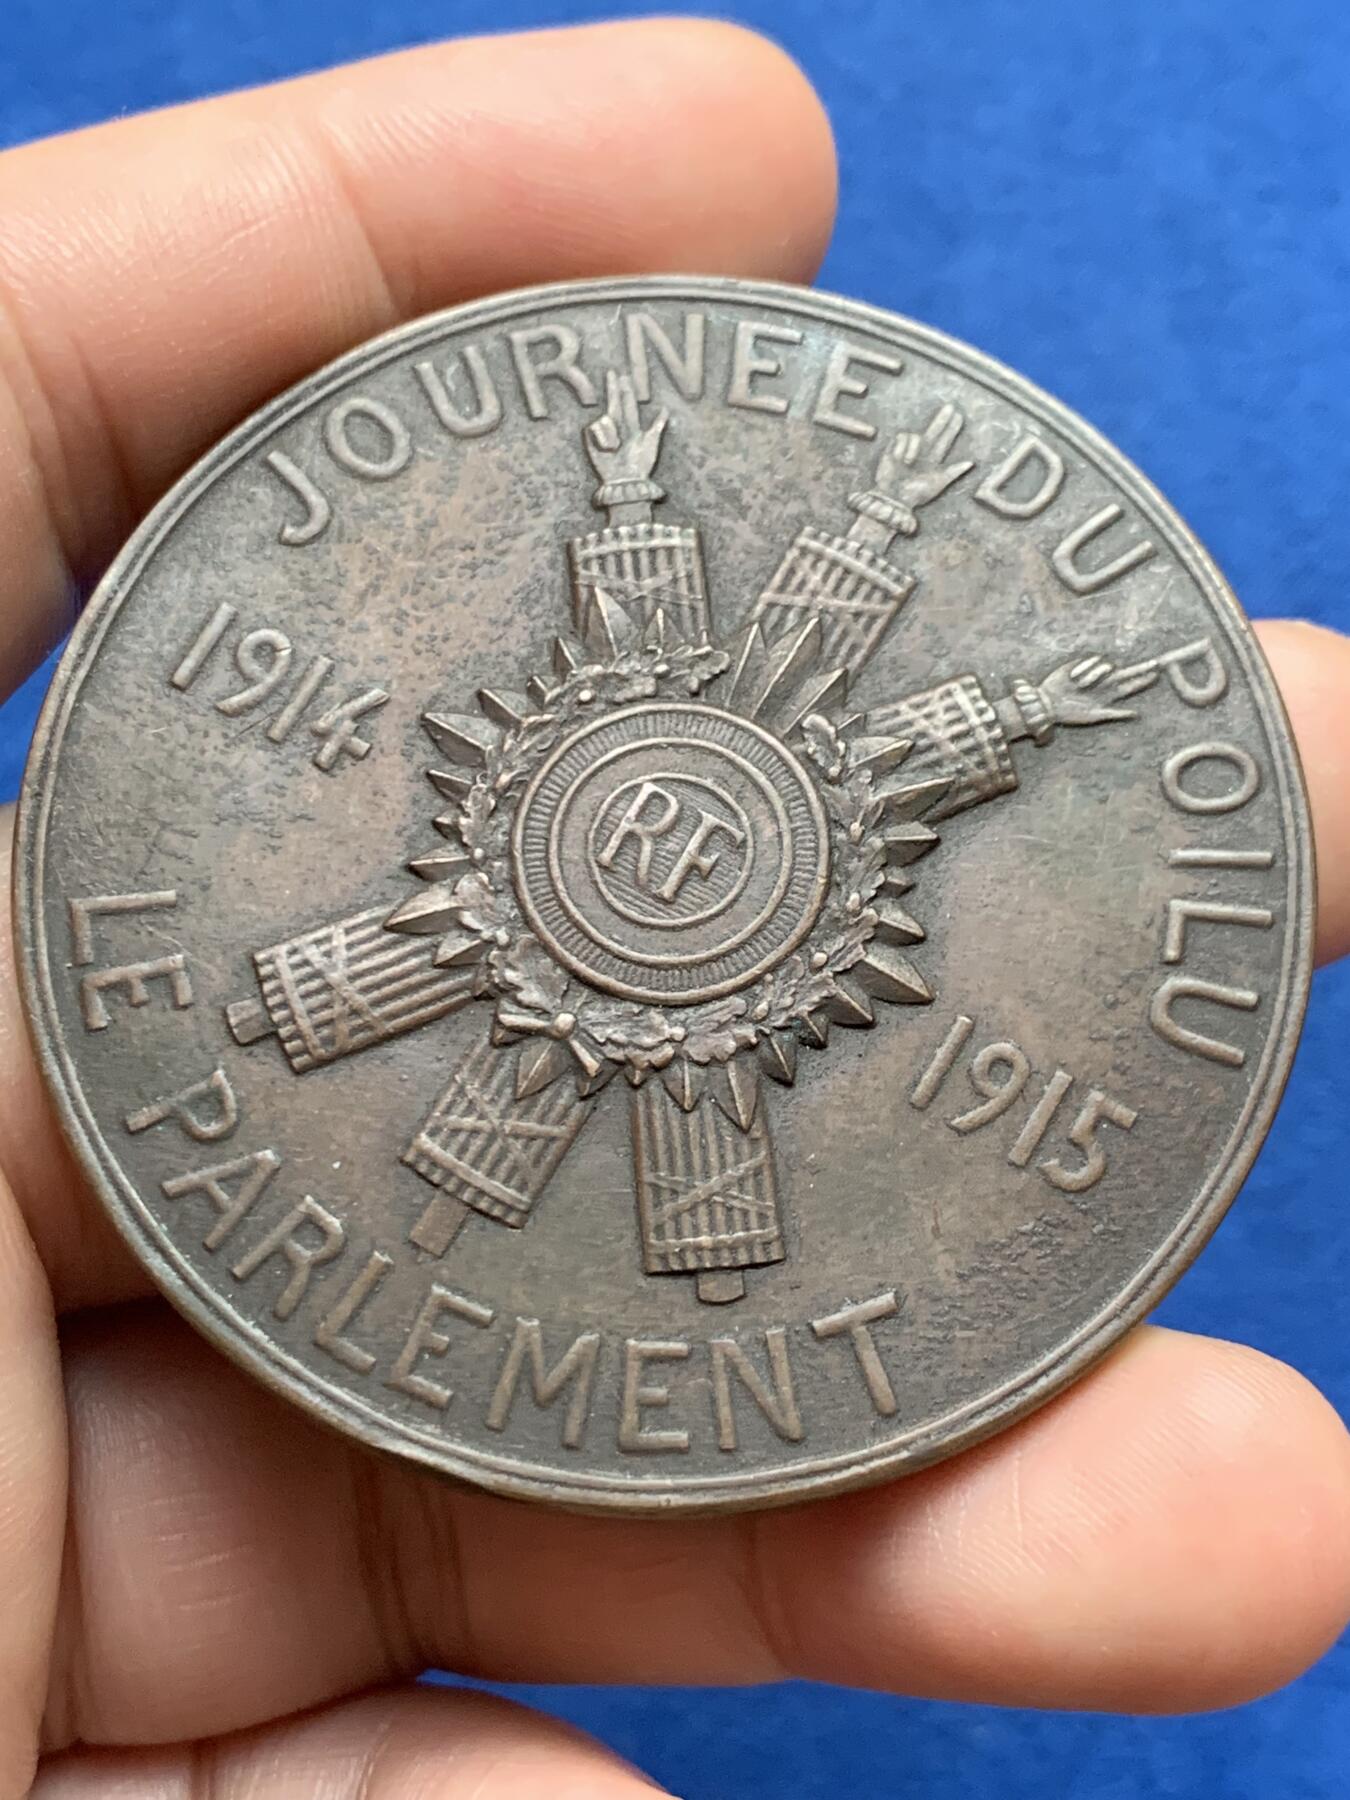 JOURNEE DU POILU
1914
RF
1915
LE PARLEMENT